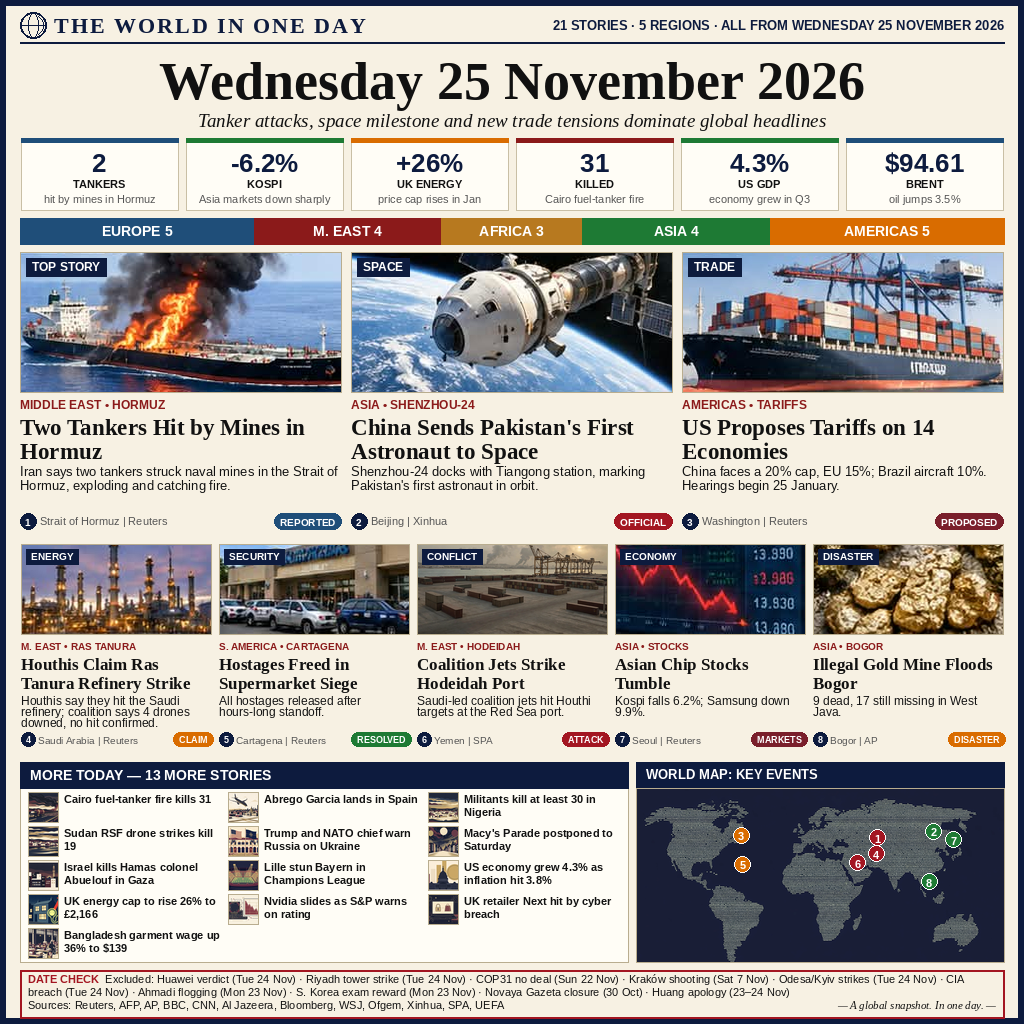 THE WORLD IN ONE DAY
21 STORIES · 5 REGIONS · ALL FROM WEDNESDAY 25 NOVEMBER 2026
Wednesday 25 November 2026
Tanker attacks, space milestone and new trade tensions dominate global headlines
2
TANKERS
hit by mines in Hormuz
-6.2%
KOSPI
Asia markets down sharply
+26%
UK ENERGY
price cap rises in Jan
31
KILLED
Cairo fuel-tanker fire
4.3%
US GDP
economy grew in Q3
$94.61
BRENT
oil jumps 3.5%
EUROPE 5
M. EAST 4
AFRICA 3
ASIA 4
AMERICAS 5
TOP STORY
MIDDLE EAST • HORMUZ
Two Tankers Hit by Mines in
Hormuz
Iran says two tankers struck naval mines in the Strait of
Hormuz, exploding and catching fire.
1 Strait of Hormuz | Reuters
REPORTED
SPACE
ASIA • SHENZHOU-24
China Sends Pakistan's First
Astronaut to Space
Shenzhou-24 docks with Tiangong station, marking
Pakistan's first astronaut in orbit.
2 Beijing | Xinhua
OFFICIAL
TRADE
AMERICAS • TARIFFS
US Proposes Tariffs on 14
Economies
China faces a 20% cap, EU 15%; Brazil aircraft 10%.
Hearings begin 25 January.
3 Washington | Reuters
PROPOSED
ENERGY
M. EAST • RAS TANURA
Houthis Claim Ras
Tanura Refinery Strike
Houthis say they hit the Saudi
refinery; coalition says 4 drones
downed, no hit confirmed.
4 Saudi Arabia | Reuters
CLAIM
SECURITY
S. AMERICA • CARTAGENA
Hostages Freed in
Supermarket Siege
All hostages released after
hours-long standoff.
5 Cartagena | Reuters
RESOLVED
CONFLICT
M. EAST • HODEIDAH
Coalition Jets Strike
Hodeidah Port
Saudi-led coalition jets hit Houthi
targets at the Red Sea port.
6 Yemen | SPA
ATTACK
ECONOMY
13.990
13.930
ASIA • STOCKS
Asian Chip Stocks
Tumble
Kospi falls 6.2%; Samsung down
9.9%.
7 Seoul | Reuters
MARKETS
DISASTER
ASIA • BOGOR
Illegal Gold Mine Floods
Bogor
9 dead, 17 still missing in West
Java.
8 Bogor | AP
DISASTER
MORE TODAY — 13 MORE STORIES
Cairo fuel-tanker fire kills 31
Sudan RSF drone strikes kill
19
Israel kills Hamas colonel
Abuelouf in Gaza
UK energy cap to rise 26% to
£2,166
Bangladesh garment wage up
36% to $139
Abrego Garcia lands in Spain
Trump and NATO chief warn
Russia on Ukraine
Lille stun Bayern in
Champions League
Nvidia slides as S&P warns
on rating
Militants kill at least 30 in
Nigeria
Macy's Parade postponed to
Saturday
US economy grew 4.3% as
inflation hit 3.8%
UK retailer Next hit by cyber
breach
WORLD MAP: KEY EVENTS
3
5
1
4
6
2
7
8
DATE CHECK Excluded: Huawei verdict (Tue 24 Nov) · Riyadh tower strike (Tue 24 Nov) · COP31 no deal (Sun 22 Nov) · Kraków shooting (Sat 7 Nov) · Odesa/Kyiv strikes (Tue 24 Nov) · CIA
breach (Tue 24 Nov) · Ahmadi flogging (Mon 23 Nov) · S. Korea exam reward (Mon 23 Nov) · Novaya Gazeta closure (30 Oct) · Huang apology (23–24 Nov)
Sources: Reuters, AFP, AP, BBC, CNN, Al Jazeera, Bloomberg, WSJ, Ofgem, Xinhua, SPA, UEFA
— A global snapshot. In one day. —